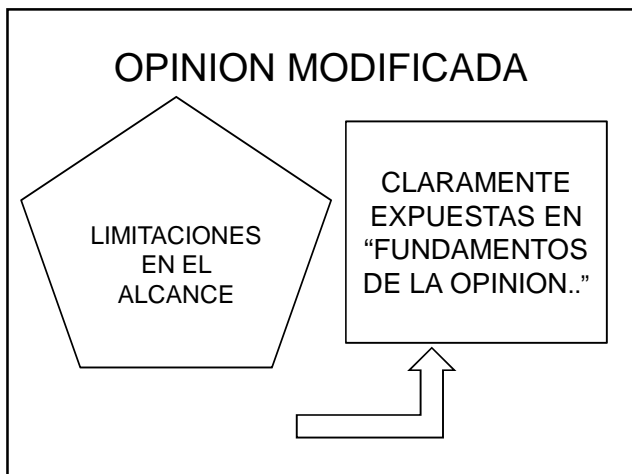 OPINION MODIFICADA
LIMITACIONES
EN EL
ALCANCE
CLARAMENTE
EXPUESTAS EN
“FUNDAMENTOS
DE LA OPINION..”